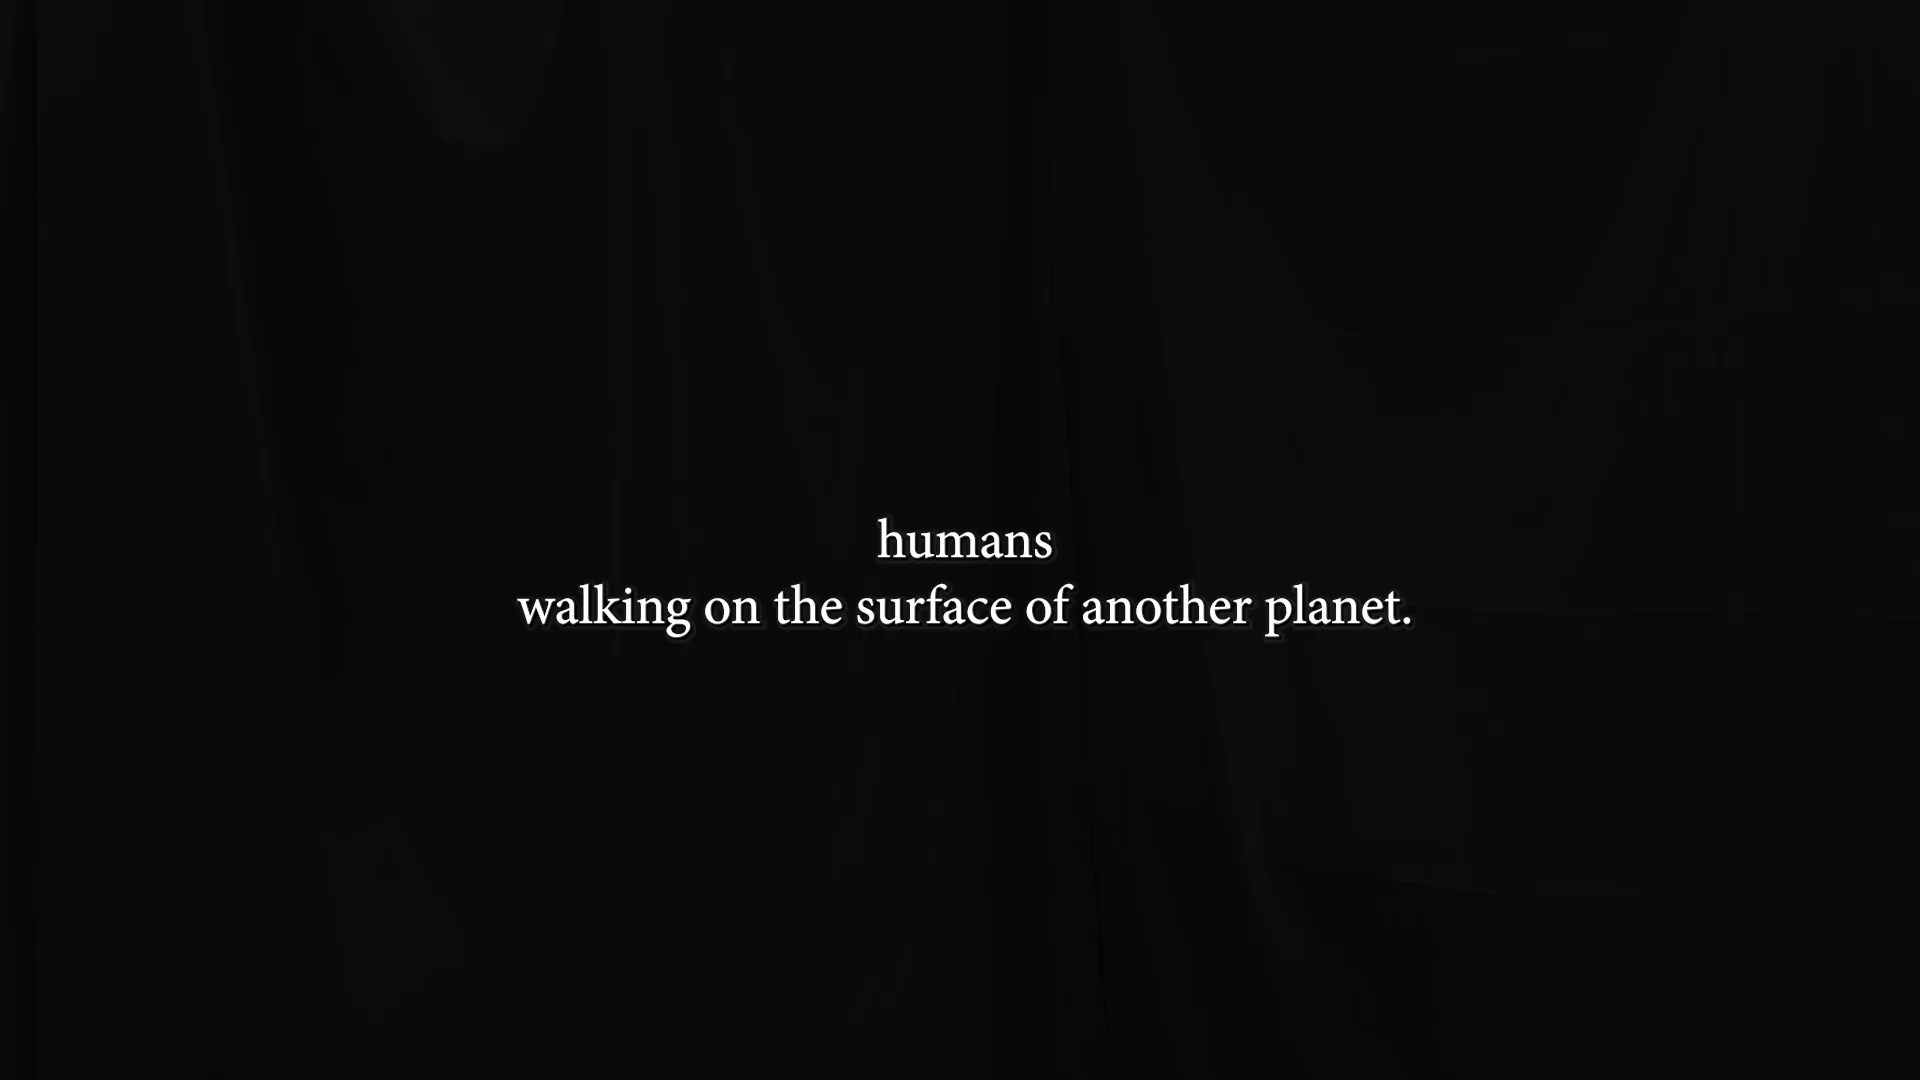 humans
walking on the surface of another planet.